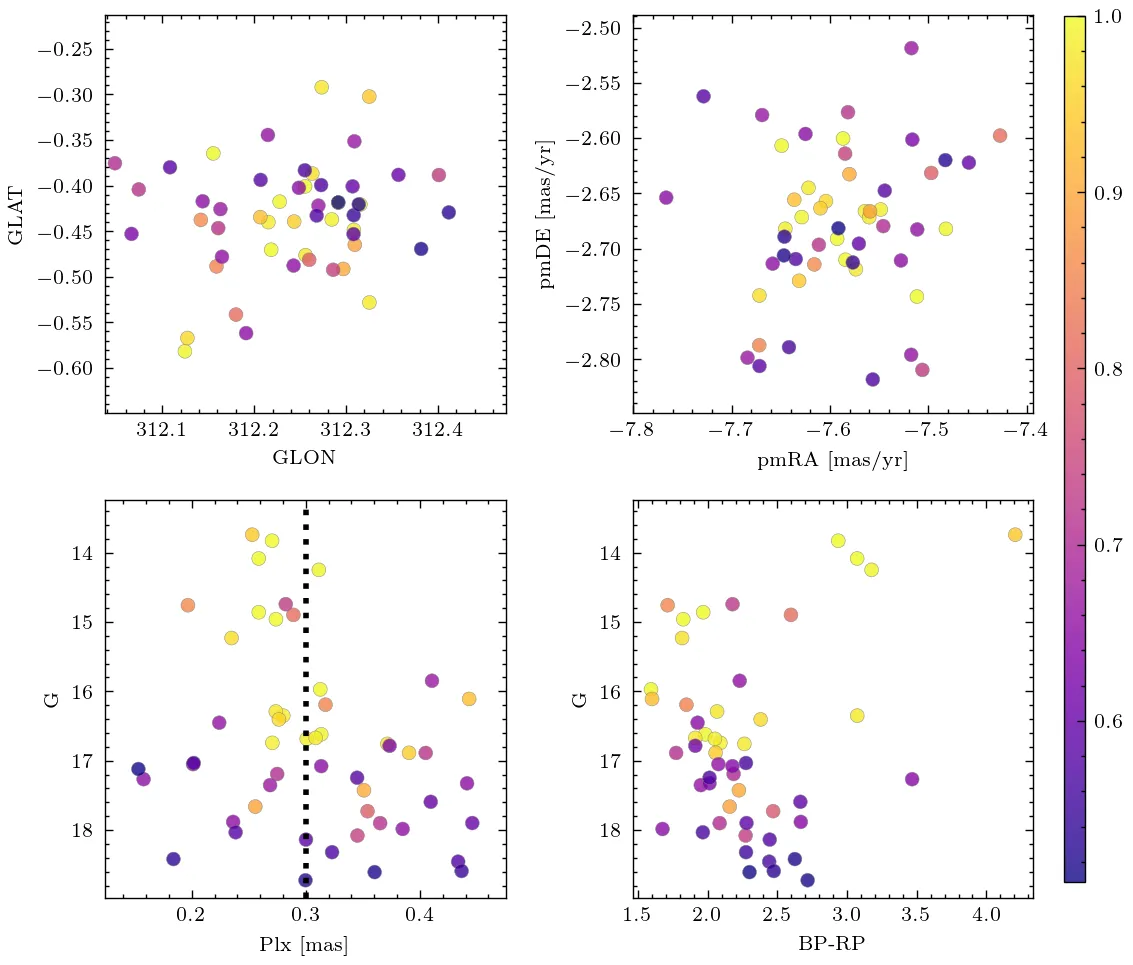 −0.25
−0.30
−0.35
−0.40
−0.45
−0.50
−0.55
−0.60
GLAT
312.1 312.2 312.3 312.4
GLON
−2.50
−2.55
−2.60
−2.65
−2.70
−2.75
−2.80
pmDE [mas/yr]
−7.8 −7.7 −7.6 −7.5 −7.4
pmRA [mas/yr]
14
15
16
17
18
G
0.2 0.3 0.4
Plx [mas]
14
15
16
17
18
G
1.5 2.0 2.5 3.0 3.5 4.0
BP-RP
1.0
0.9
0.8
0.7
0.6